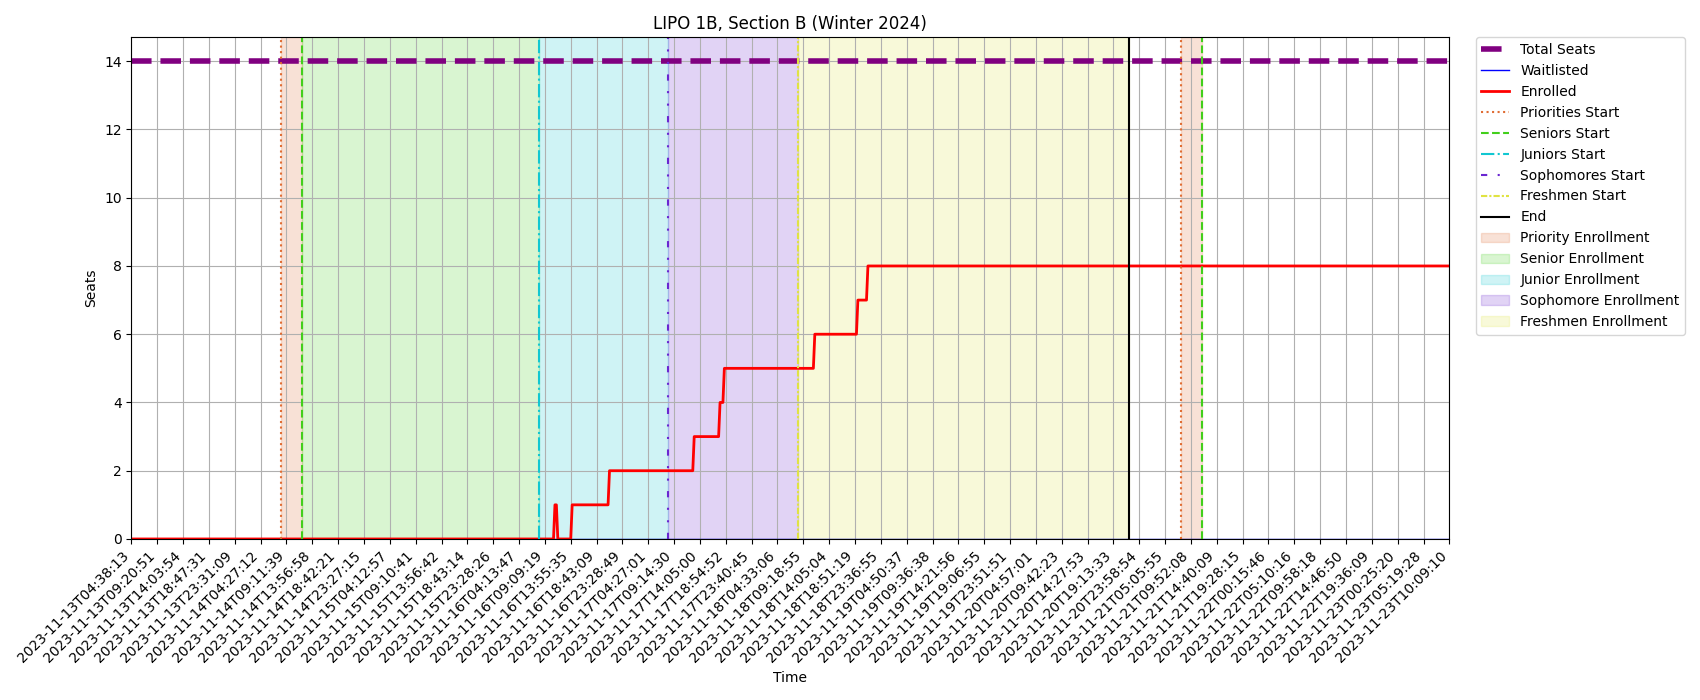 LIPO 1B, Section B (Winter 2024)
Seats
14
12
10
8
6
4
2
0
2023-11-13T04:38:13
2023-11-13T09:20:51
2023-11-13T14:03:54
2023-11-13T18:47:31
2023-11-13T23:31:09
2023-11-14T04:27:12
2023-11-14T09:11:39
2023-11-14T13:56:58
2023-11-14T18:42:21
2023-11-14T23:27:15
2023-11-15T04:12:57
2023-11-15T09:10:41
2023-11-15T13:56:42
2023-11-15T18:43:14
2023-11-15T23:28:26
2023-11-16T04:13:47
2023-11-16T09:09:19
2023-11-16T13:55:35
2023-11-16T18:43:09
2023-11-16T23:28:49
2023-11-17T04:27:01
2023-11-17T09:14:30
2023-11-17T14:05:00
2023-11-17T18:54:52
2023-11-17T23:40:45
2023-11-18T04:33:06
2023-11-18T09:18:55
2023-11-18T14:05:04
2023-11-18T18:51:19
2023-11-18T23:36:55
2023-11-19T04:50:37
2023-11-19T09:36:38
2023-11-19T14:21:56
2023-11-19T19:06:55
2023-11-19T23:51:51
2023-11-20T04:57:01
2023-11-20T09:42:23
2023-11-20T14:27:53
2023-11-20T19:13:33
2023-11-20T23:58:54
2023-11-21T05:05:55
2023-11-21T09:52:08
2023-11-21T14:40:09
2023-11-21T19:28:15
2023-11-22T00:15:46
2023-11-22T05:10:16
2023-11-22T09:58:18
2023-11-22T14:46:50
2023-11-22T19:36:09
2023-11-23T00:25:20
2023-11-23T05:19:28
2023-11-23T10:09:10
Time
Total Seats
Waitlisted
Enrolled
Priorities Start
Seniors Start
Juniors Start
Sophomores Start
Freshmen Start
End
Priority Enrollment
Senior Enrollment
Junior Enrollment
Sophomore Enrollment
Freshmen Enrollment